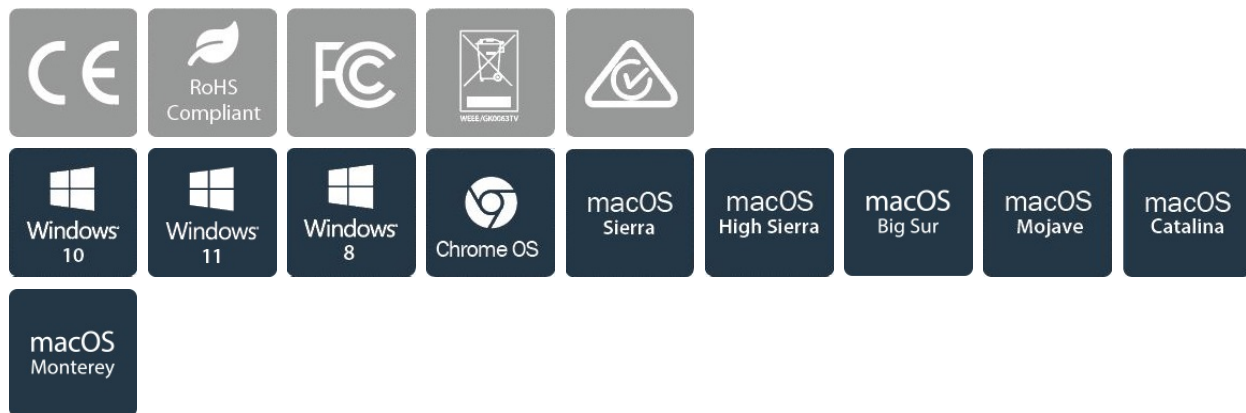 CE
RoHS
Compliant
FC
WEEE/GK0083TV
Windows
10
Windows
11
Windows
8
Chrome OS
macOS
Sierra
macOS
High Sierra
macOS
Big Sur
macOS
Mojave
macOS
Catalina
macOS
Monterey